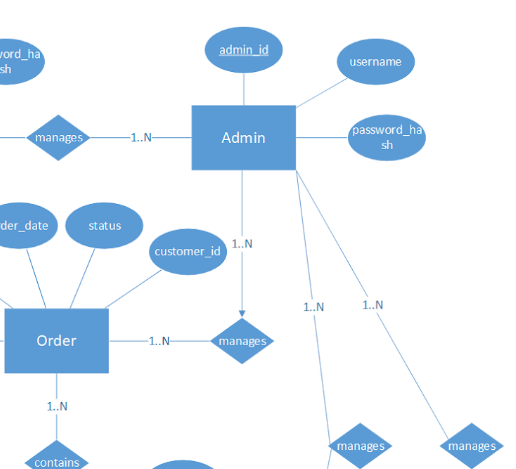 admin_id
username
word_ha
sh
manages
1..N
Admin
password_ha
sh
der_date
status
customer_id
1..N
1..N
1..N
Order
1..N
manages
1..N
contains
manages
manages